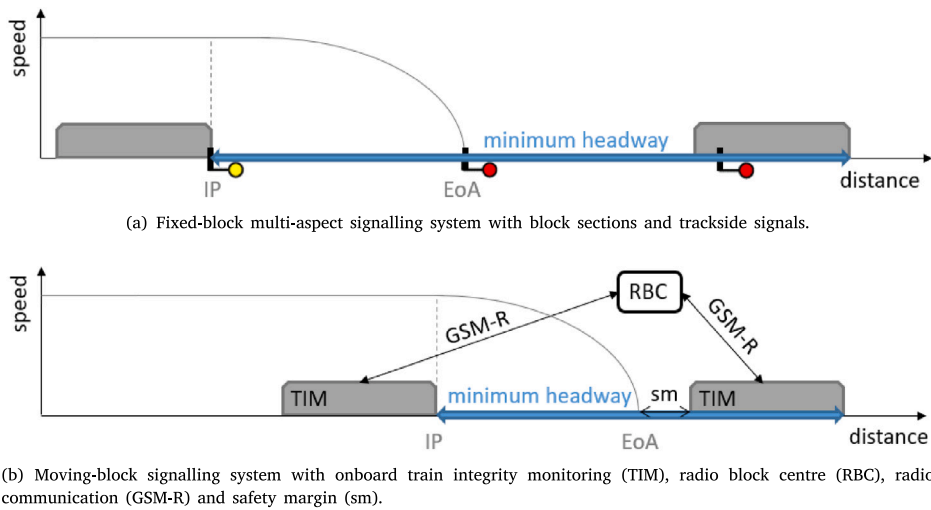 speed
minimum headway
IP
EoA
distance
(a) Fixed-block multi-aspect signalling system with block sections and trackside signals.
speed
RBC
GSM-R
GSM-R
TIM
minimum headway
sm
TIM
IP
EoA
distance
(b) Moving-block signalling system with onboard train integrity monitoring (TIM), radio block centre (RBC), radio
communication (GSM-R) and safety margin (sm).